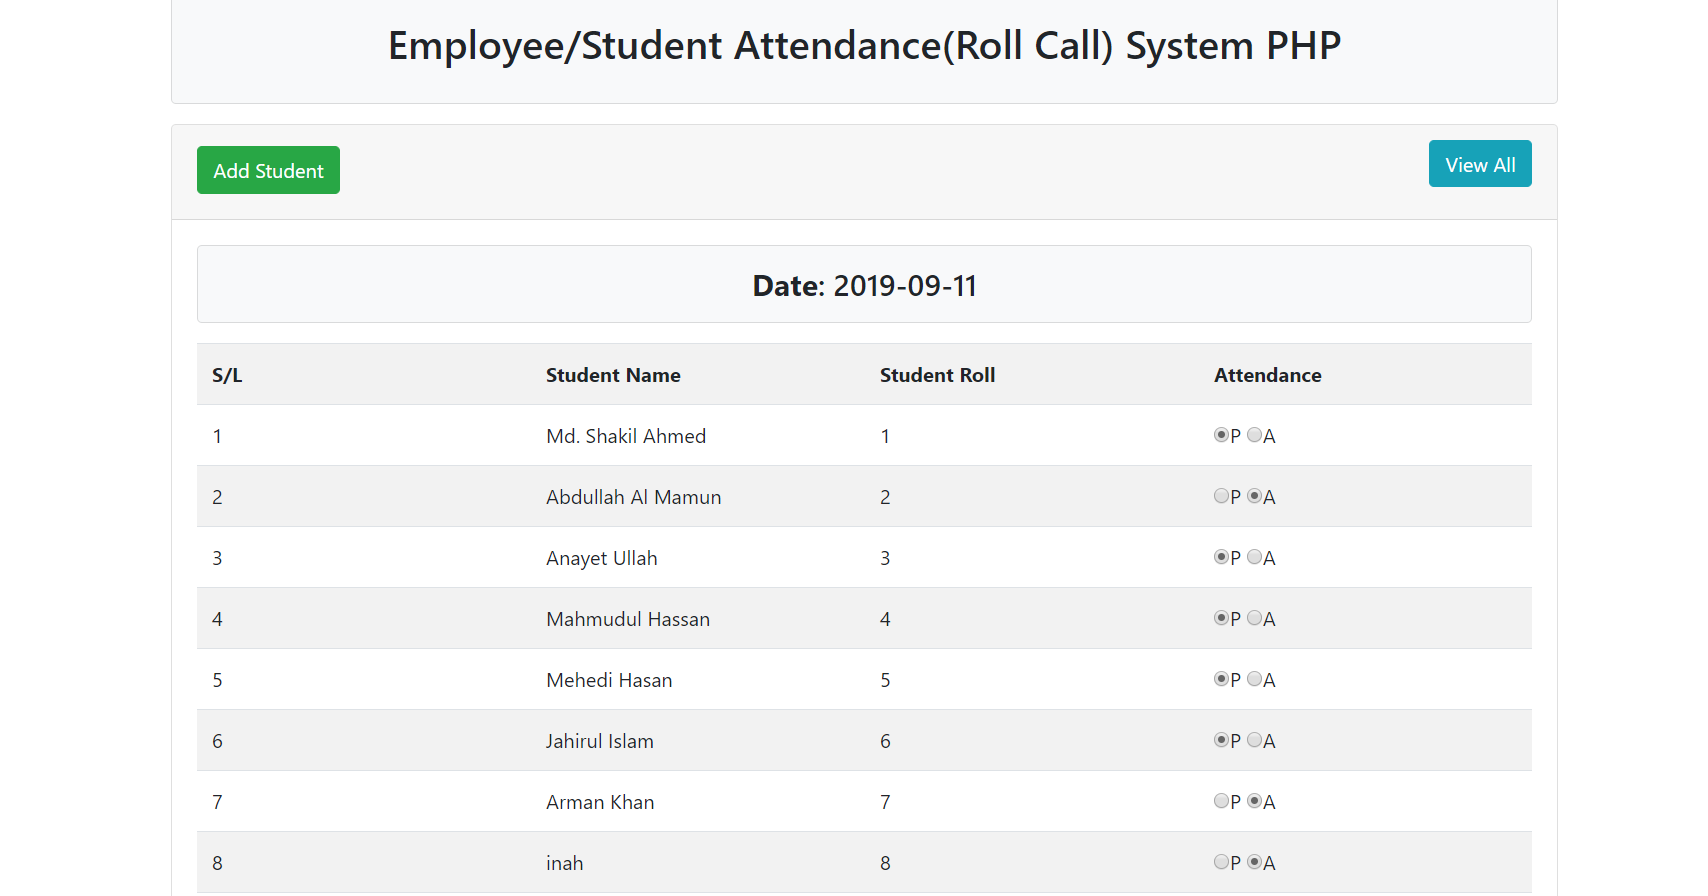 Employee/Student Attendance(Roll Call) System PHP
Add Student View All
Date: 2019-09-11
S/L Student Name Student Roll Attendance
1 Md. Shakil Ahmed 1 P A
2 Abdullah Al Mamun 2 P A
3 Anayet Ullah 3 P A
4 Mahmudul Hassan 4 P A
5 Mehedi Hasan 5 P A
6 Jahirul Islam 6 P A
7 Arman Khan 7 P A
8 inah 8 P A